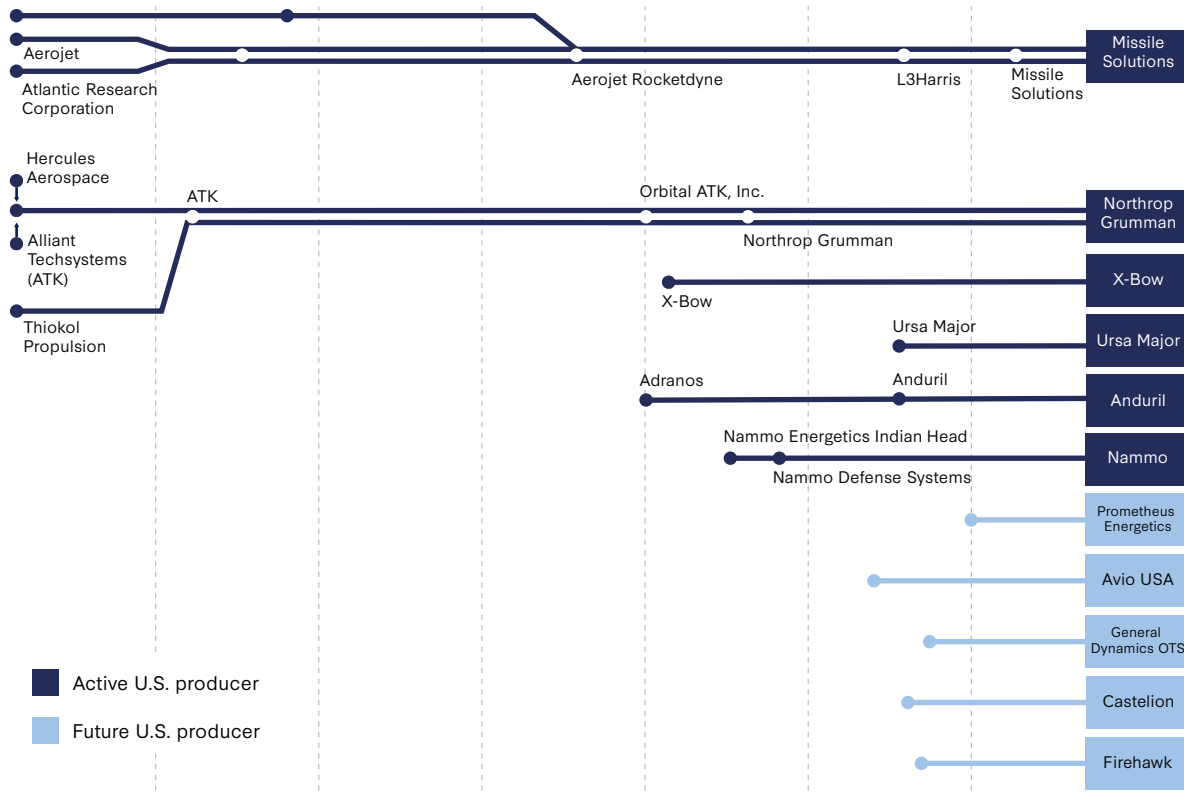 Aerojet
Atlantic Research
Corporation
Aerojet Rocketdyne
L3Harris
Missile
Solutions
Missile
Solutions
Hercules
Aerospace
ATK
Alliant
Techsystems
(ATK)
Thiokol
Propulsion
Orbital ATK, Inc.
Northrop Grumman
Northrop
Grumman
X-Bow
X-Bow
Ursa Major
Ursa Major
Adranos
Anduril
Anduril
Nammo Energetics Indian Head
Nammo Defense Systems
Nammo
Prometheus
Energetics
Avio USA
General
Dynamics OTS
Castelion
Firehawk
Active U.S. producer
Future U.S. producer